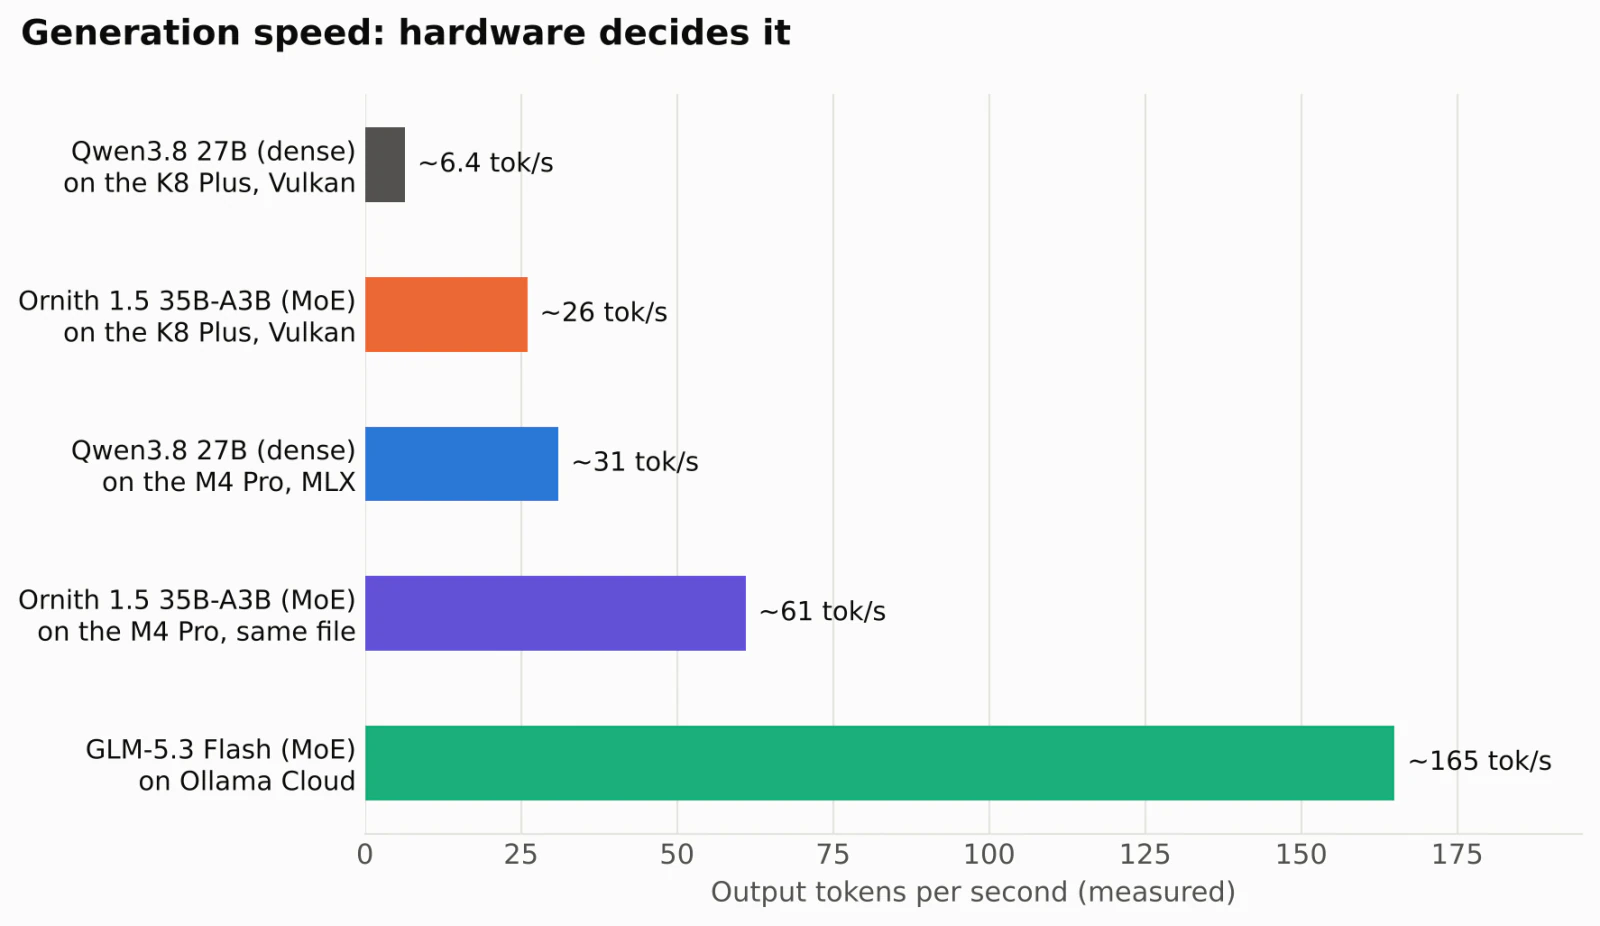 Generation speed: hardware decides it
Qwen3.8 27B (dense)
on the K8 Plus, Vulkan
~6.4 tok/s
Ornith 1.5 35B-A3B (MoE)
on the K8 Plus, Vulkan
~26 tok/s
Qwen3.8 27B (dense)
on the M4 Pro, MLX
~31 tok/s
Ornith 1.5 35B-A3B (MoE)
on the M4 Pro, same file
~61 tok/s
GLM-5.3 Flash (MoE)
on Ollama Cloud
~165 tok/s
0 25 50 75 100 125 150 175
Output tokens per second (measured)